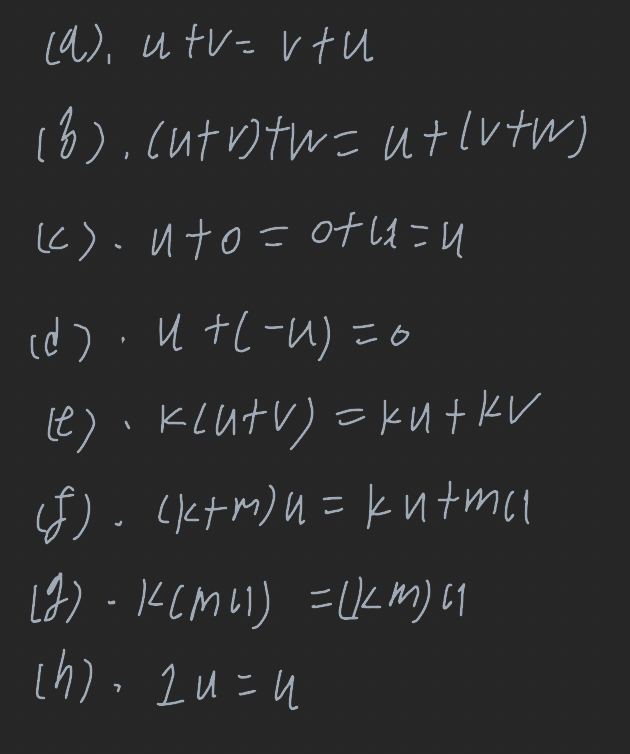 (a). u+v= v+u
(b). (u+v)+w= u+(v+w)
(c). u+0 = 0+u=u
(d). u +(-u) = 0
(e). k(u+v) = ku+kv
(f). (k+m)u = ku+mu
(g). k(mu) =(km)u
(h). 1u=u